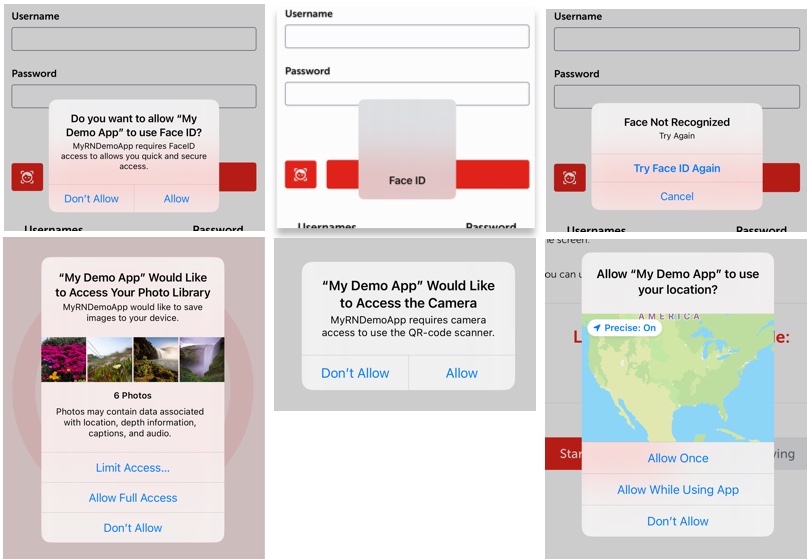 Username
Password
Do you want to allow “My
Demo App” to use Face ID?
MyRNDemoApp requires FaceID
access to allows you quick and secure
access.
Don’t Allow
Allow
Usernames
Password
Username
Password
Face ID
Usernames
Password
Username
Password
Face Not Recognized
Try Again
Try Face ID Again
Cancel
Usernames
Password
“My Demo App” Would Like
to Access Your Photo Library
MyRNDemoApp would like to save
images to your device.
6 Photos
Photos may contain data associated
with location, depth information,
captions, and audio.
Limit Access...
Allow Full Access
Don’t Allow
“My Demo App” Would Like
to Access the Camera
MyRNDemoApp requires camera
access to use the QR-code scanner.
Don’t Allow
Allow
he screen.
ou can u
Allow “My Demo App” to use
your location?
AMERICA
Precise: On
L
e:
Star
ving
Allow Once
Allow While Using App
Don’t Allow